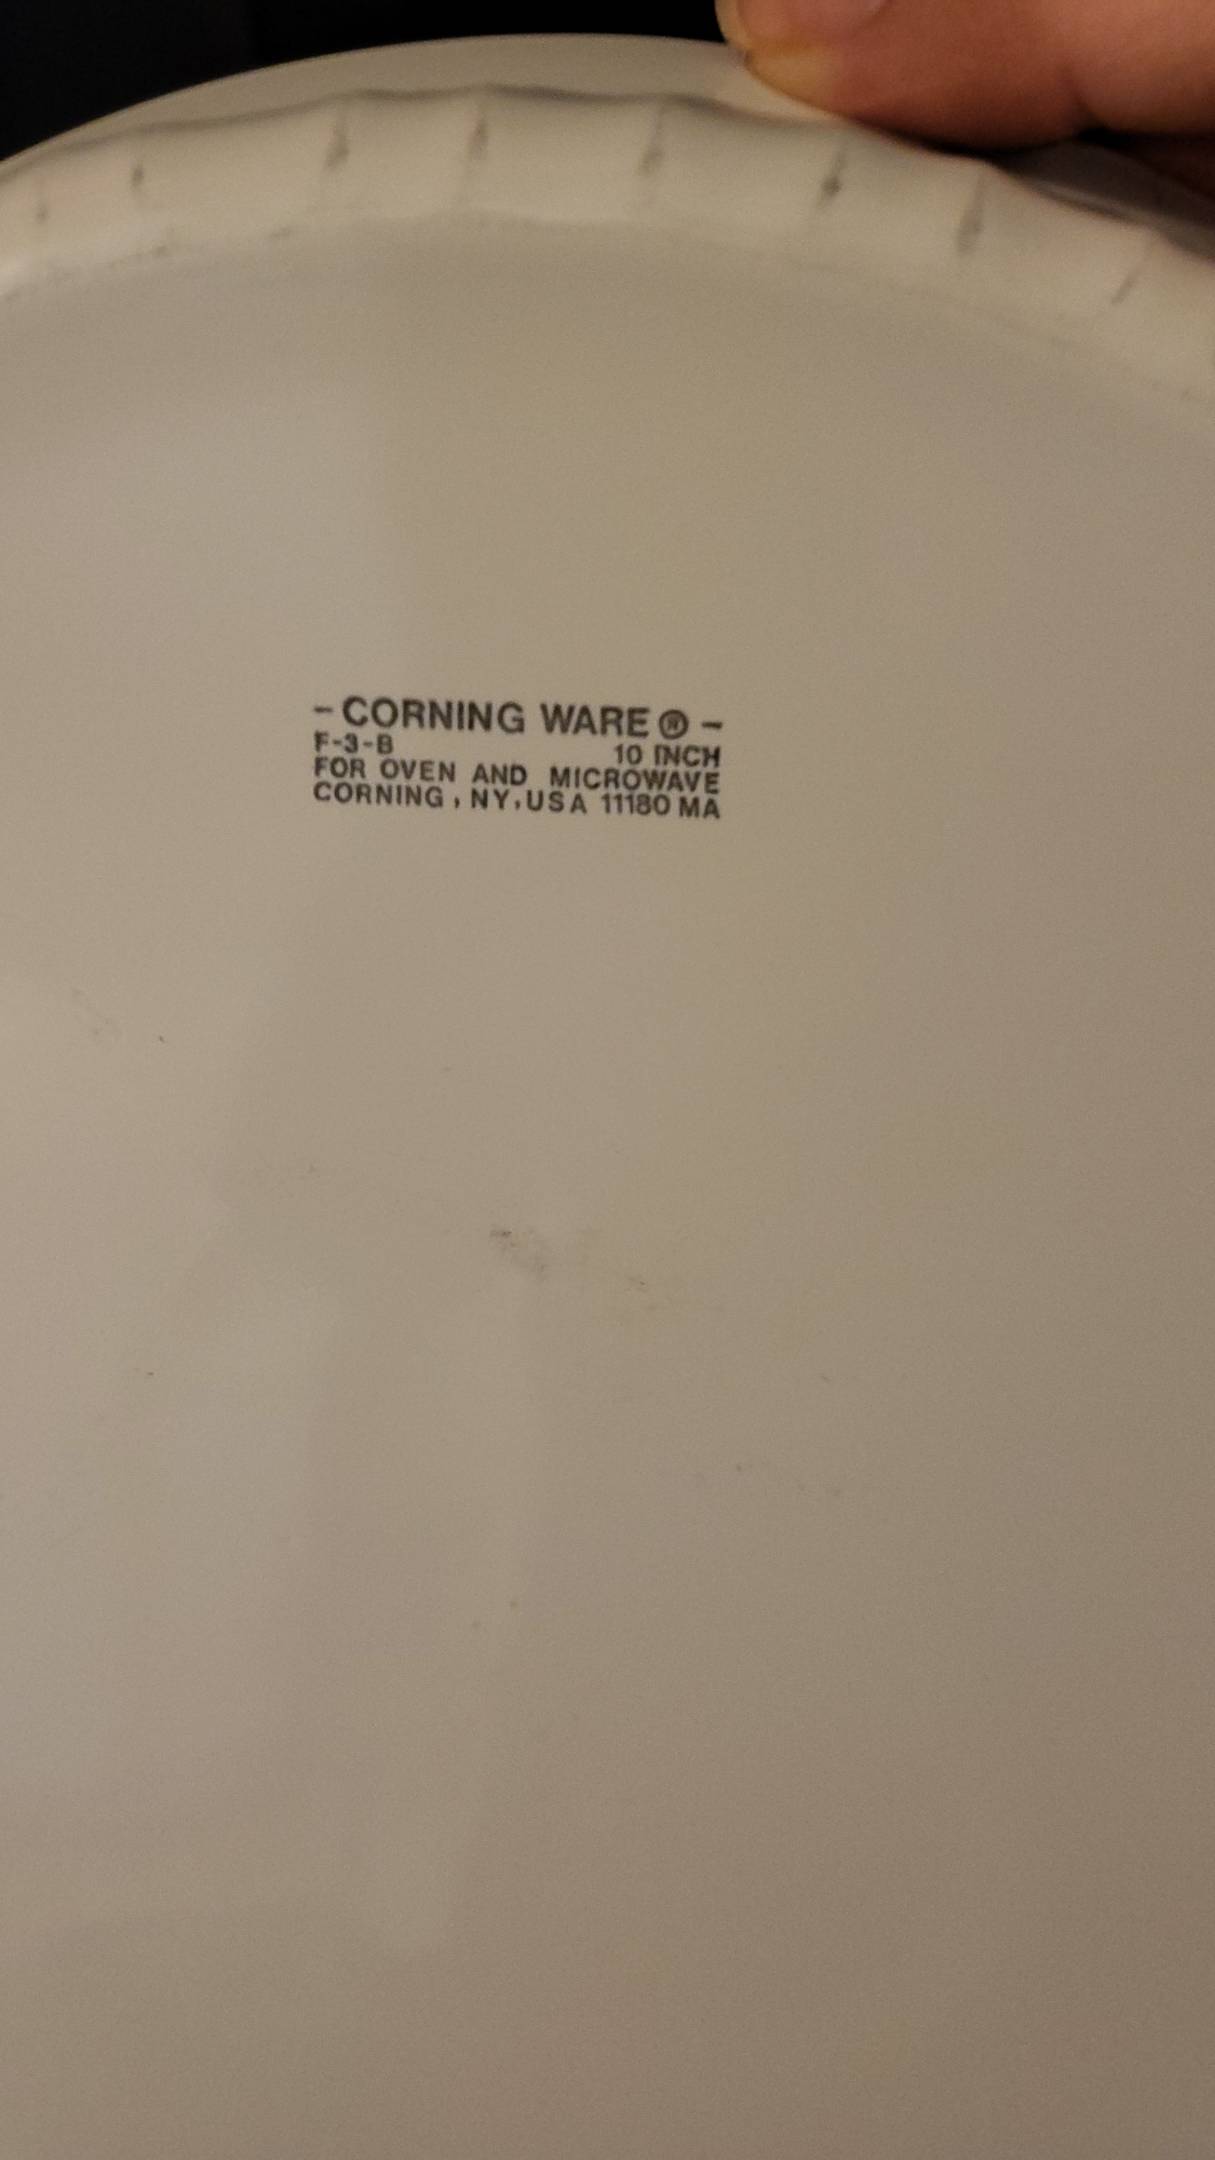 - CORNING WARE ® -
F-3-B 10 INCH
FOR OVEN AND MICROWAVE
CORNING, NY, USA 11180 MA